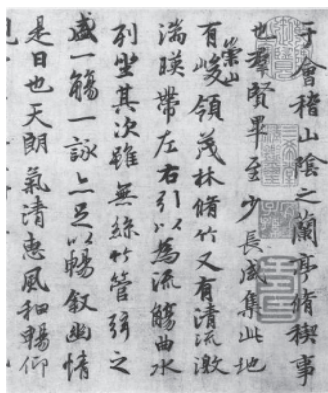 于會稽山陰之蘭亭脩稧事
也羣賢畢至少長咸集此地
有崇山峻領茂林脩竹又有清流激
湍暎帶左右引以為流觴曲水
列坐其次雖無絲竹管弦之
盛一觴一詠亦足以暢敘幽情
是日也天朗氣清惠風和暢仰